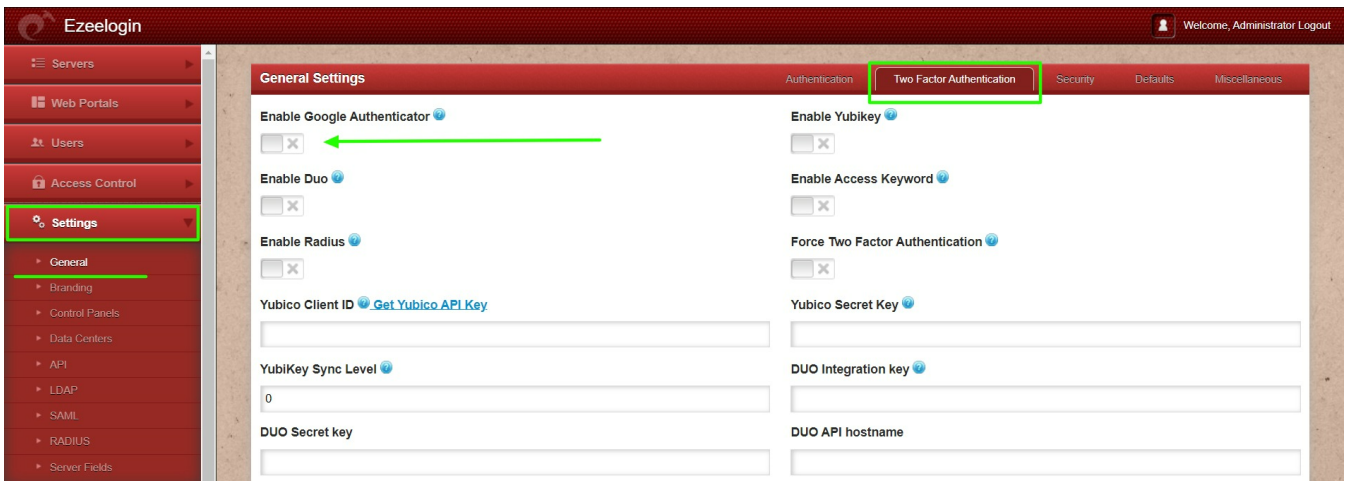 Ezeelogin
Welcome, Administrator Logout
Servers
Web Portals
Users
Access Control
Settings
General
Branding
Control Panels
Data Centers
API
LDAP
SAML
RADIUS
Server Fields
General Settings
Authentication
Two Factor Authentication
Security
Defaults
Miscellaneous
Enable Google Authenticator
Enable Yubikey
Enable Duo
Enable Access Keyword
Enable Radius
Force Two Factor Authentication
Yubico Client ID Get Yubico API Key
Yubico Secret Key
YubiKey Sync Level
DUO Integration key
0
DUO Secret key
DUO API hostname